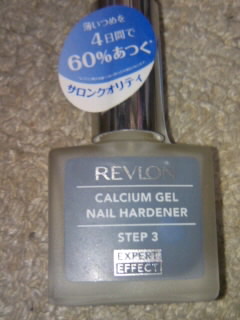 薄いつめを
4日間で
60%あつく*
サロンクオリティ
REVLON
CALCIUM GEL
NAIL HARDENER
STEP 3
EXPERT
EFFECT